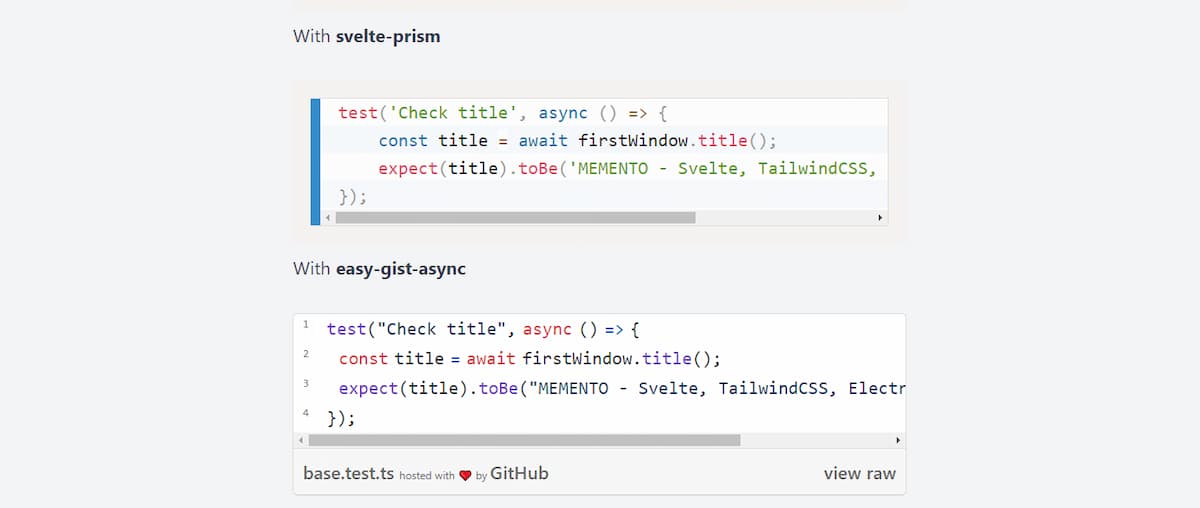 With svelte-prism
test('Check title', async () => {
    const title = await firstWindow.title();
    expect(title).toBe('MEMENTO - Svelte, TailwindCSS,
});
With easy-gist-async
1 test("Check title", async () => {
2   const title = await firstWindow.title();
3   expect(title).toBe("MEMENTO - Svelte, TailwindCSS, Electr
4 });
base.test.ts hosted with ❤ by GitHub view raw